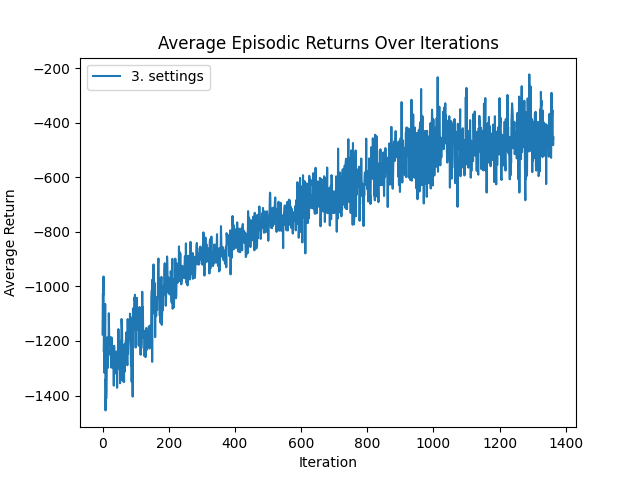 Average Episodic Returns Over Iterations
3. settings
Average Return
−200
−400
−600
−800
−1000
−1200
−1400
0 200 400 600 800 1000 1200 1400
Iteration